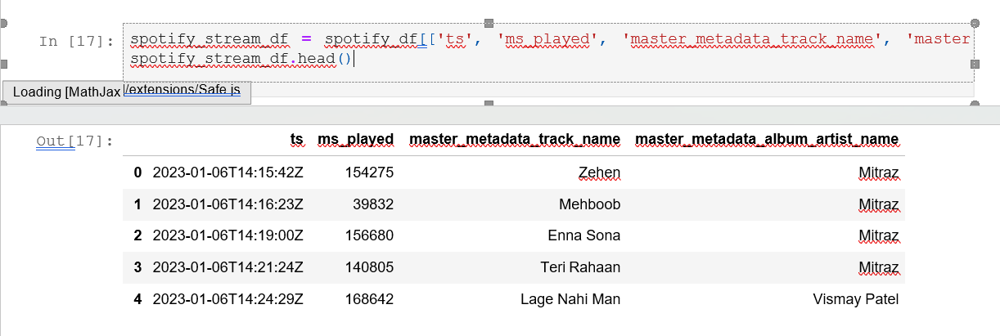 In [17]: spotify_stream_df = spotify_df[['ts', 'ms_played', 'master_metadata_track_name', 'master
spotify_stream_df.head()
Loading [MathJax]/extensions/Safe.js
Out[17]: ts ms_played master_metadata_track_name master_metadata_album_artist_name
0 2023-01-06T14:15:42Z 154275 Zehen Mitraz
1 2023-01-06T14:16:23Z 39832 Mehboob Mitraz
2 2023-01-06T14:19:00Z 156680 Enna Sona Mitraz
3 2023-01-06T14:21:24Z 140805 Teri Rahaan Mitraz
4 2023-01-06T14:24:29Z 168642 Lage Nahi Man Vismay Patel